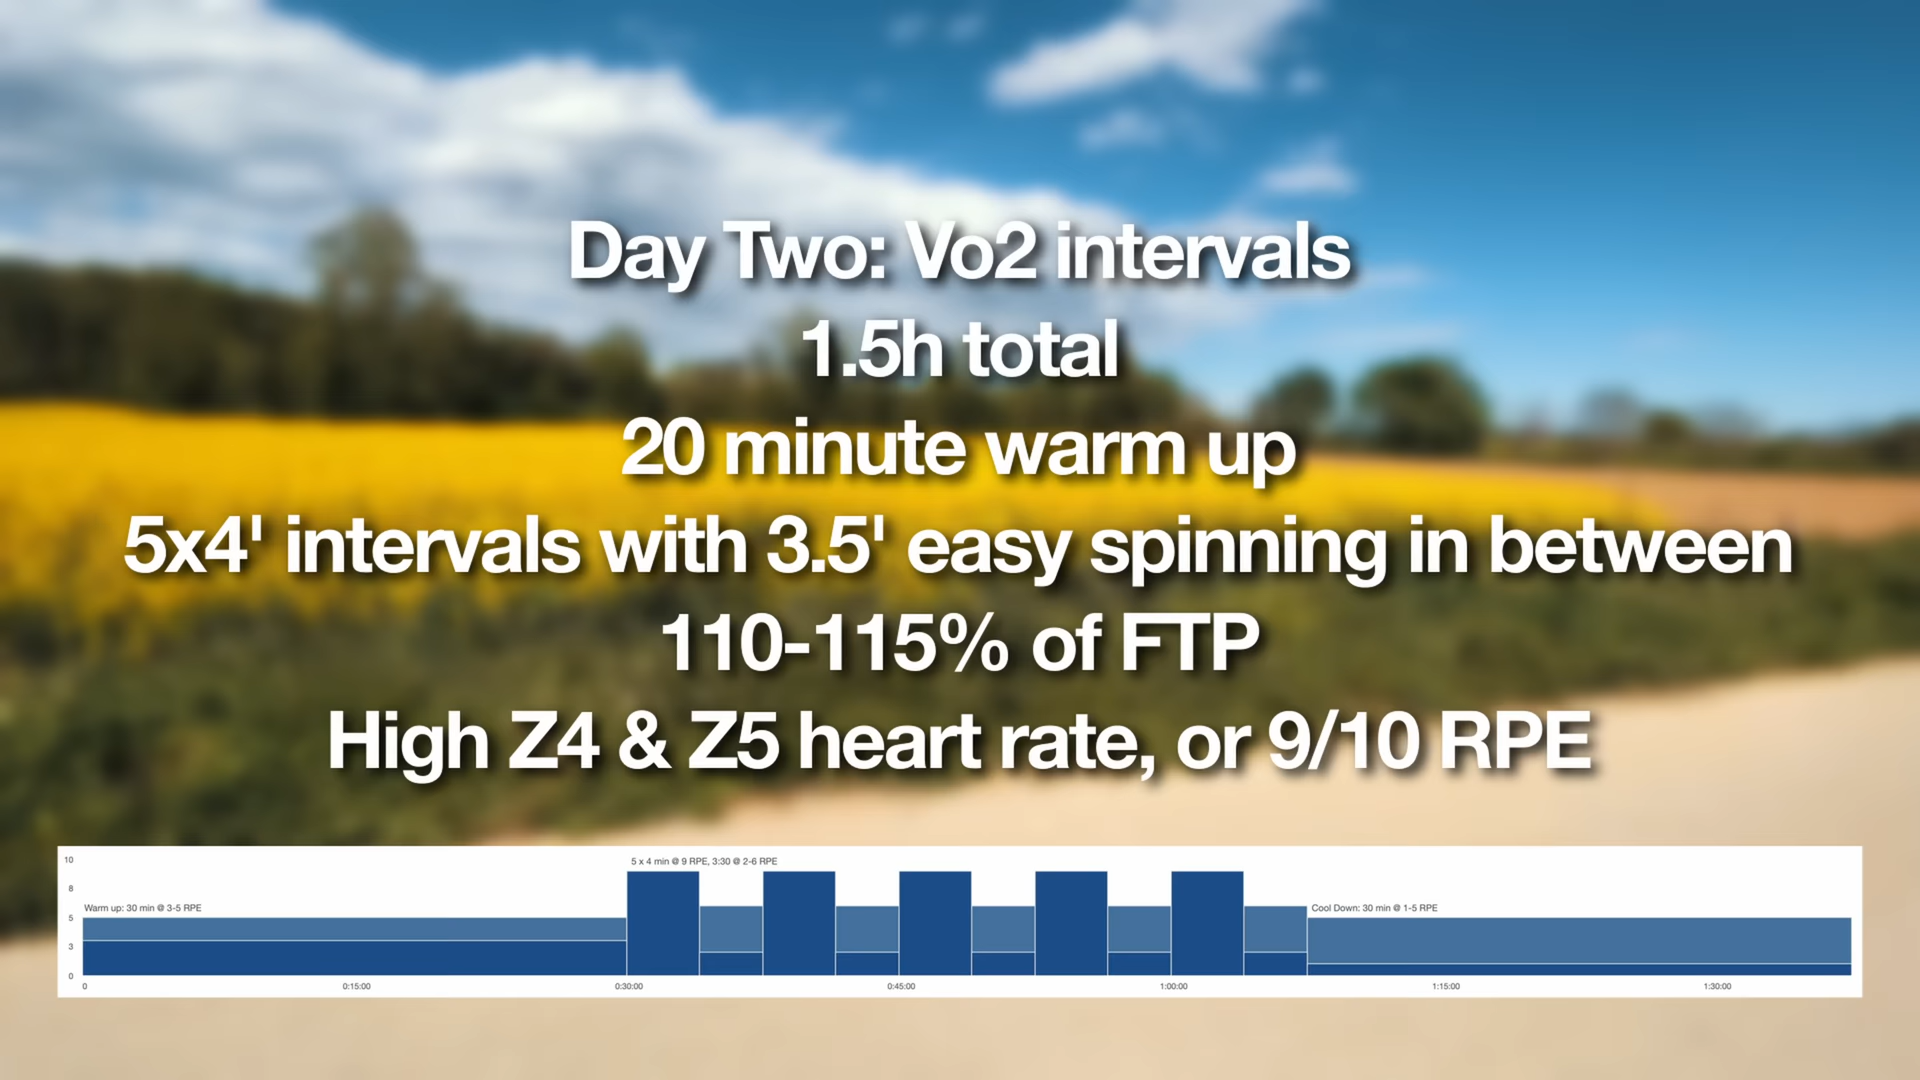 Day Two: Vo2 intervals
1.5h total
20 minute warm up
5x4' intervals with 3.5' easy spinning in between
110-115% of FTP
High Z4 & Z5 heart rate, or 9/10 RPE
10
5 x 4 min @ 9 RPE, 3:30 @ 2-6 RPE
8
Warm up: 30 min @ 3-5 RPE
Cool Down: 30 min @ 1-5 RPE
5
3
0
0 0:15:00 0:30:00 0:45:00 1:00:00 1:15:00 1:30:00